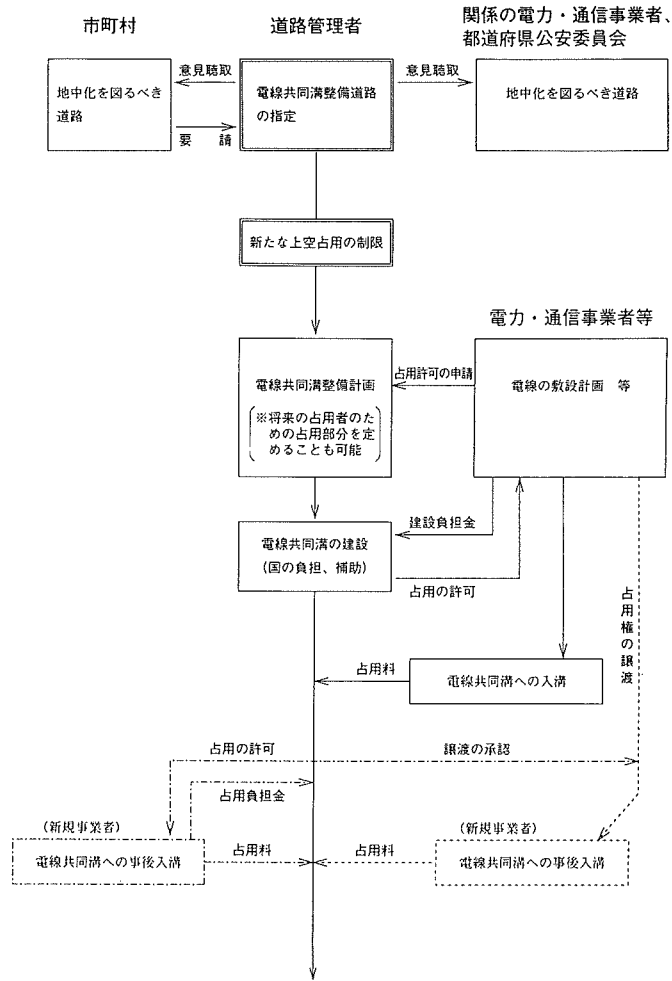 市町村
道路管理者
関係の電力・通信事業者、
都道府県公安委員会
地中化を図るべき
道路
意見聴取
要 請
電線共同溝整備道路
の指定
意見聴取
地中化を図るべき道路
新たな上空占用の制限
電力・通信事業者等
電線共同溝整備計画
※将来の占用者のた
めの占用部分を定
めることも可能
占用許可の申請
電線の敷設計画 等
電線共同溝の建設
(国の負担、補助)
建設負担金
占用の許可
占用権の譲渡
占用料
電線共同溝への入溝
占用の許可
譲渡の承認
占用負担金
(新規事業者)
電線共同溝への事後入溝
占用料
占用料
(新規事業者)
電線共同溝への事後入溝